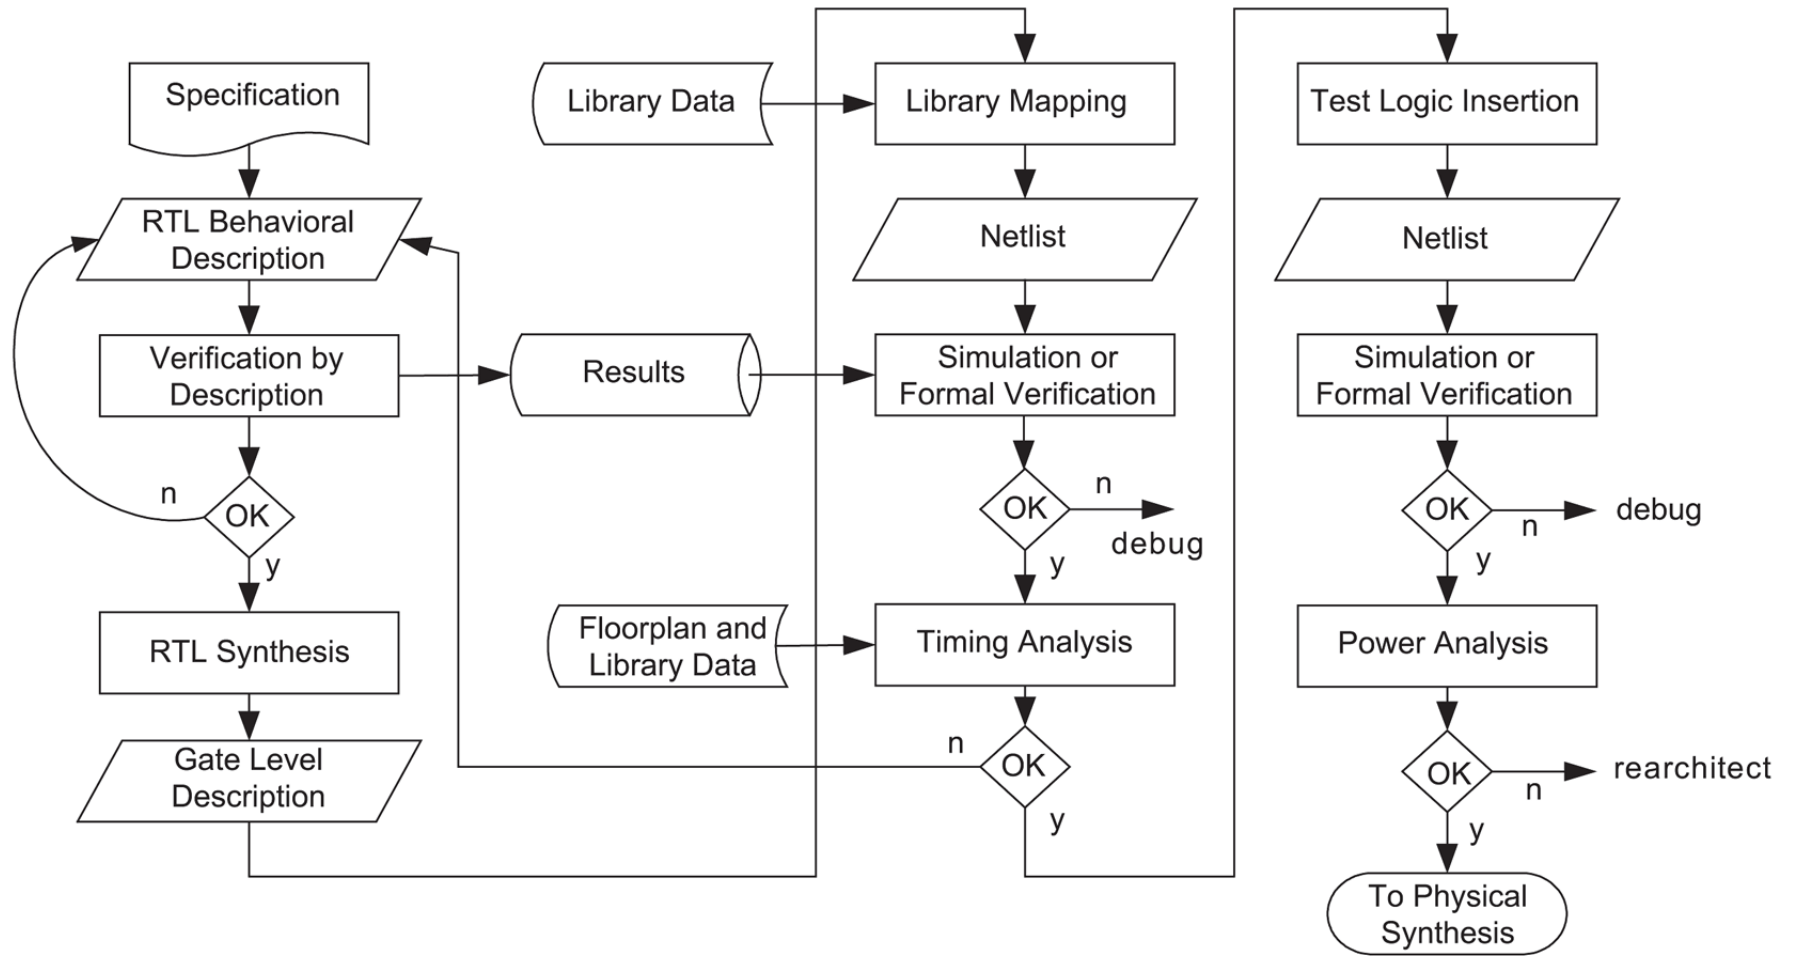 Specification
RTL Behavioral
Description
Verification by
Description
n
OK
y
RTL Synthesis
Gate Level
Description
Library Data
Results
Floorplan and
Library Data
Library Mapping
Netlist
Simulation or
Formal Verification
OK
n
debug
y
Timing Analysis
n
OK
y
Test Logic Insertion
Netlist
Simulation or
Formal Verification
OK
n
debug
y
Power Analysis
OK
n
rearchitect
y
To Physical
Synthesis